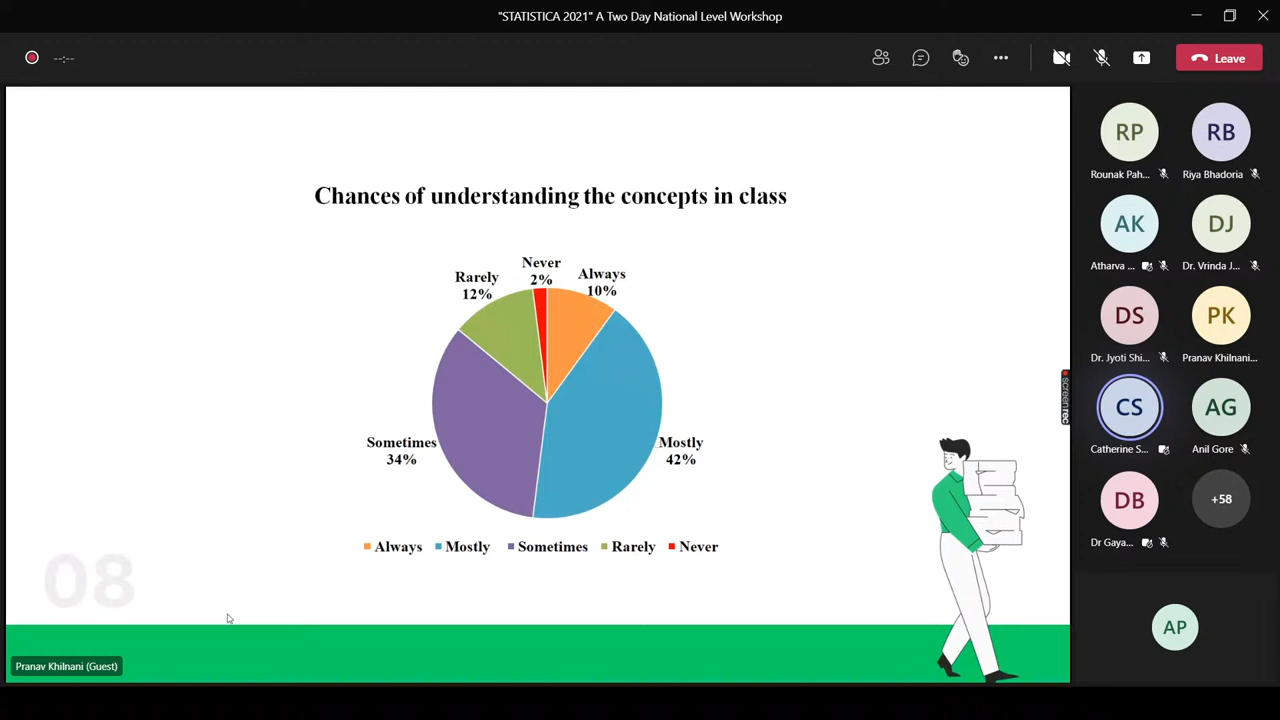 "STATISTICA 2021" A Two Day National Level Workshop
--:--
Leave
Chances of understanding the concepts in class
Never
2%
Always
10%
Rarely
12%
Sometimes
34%
Mostly
42%
Always Mostly Sometimes Rarely Never
08
Pranav Khilnani (Guest)
screenrec
RP RB
Rounak Pah... Riya Bhadoria
AK DJ
Atharva ... Dr. Vrinda J...
DS PK
Dr. Jyoti Shi... Pranav Khilnani...
CS AG
Catherine S... Anil Gore
DB +58
Dr Gaya...
AP